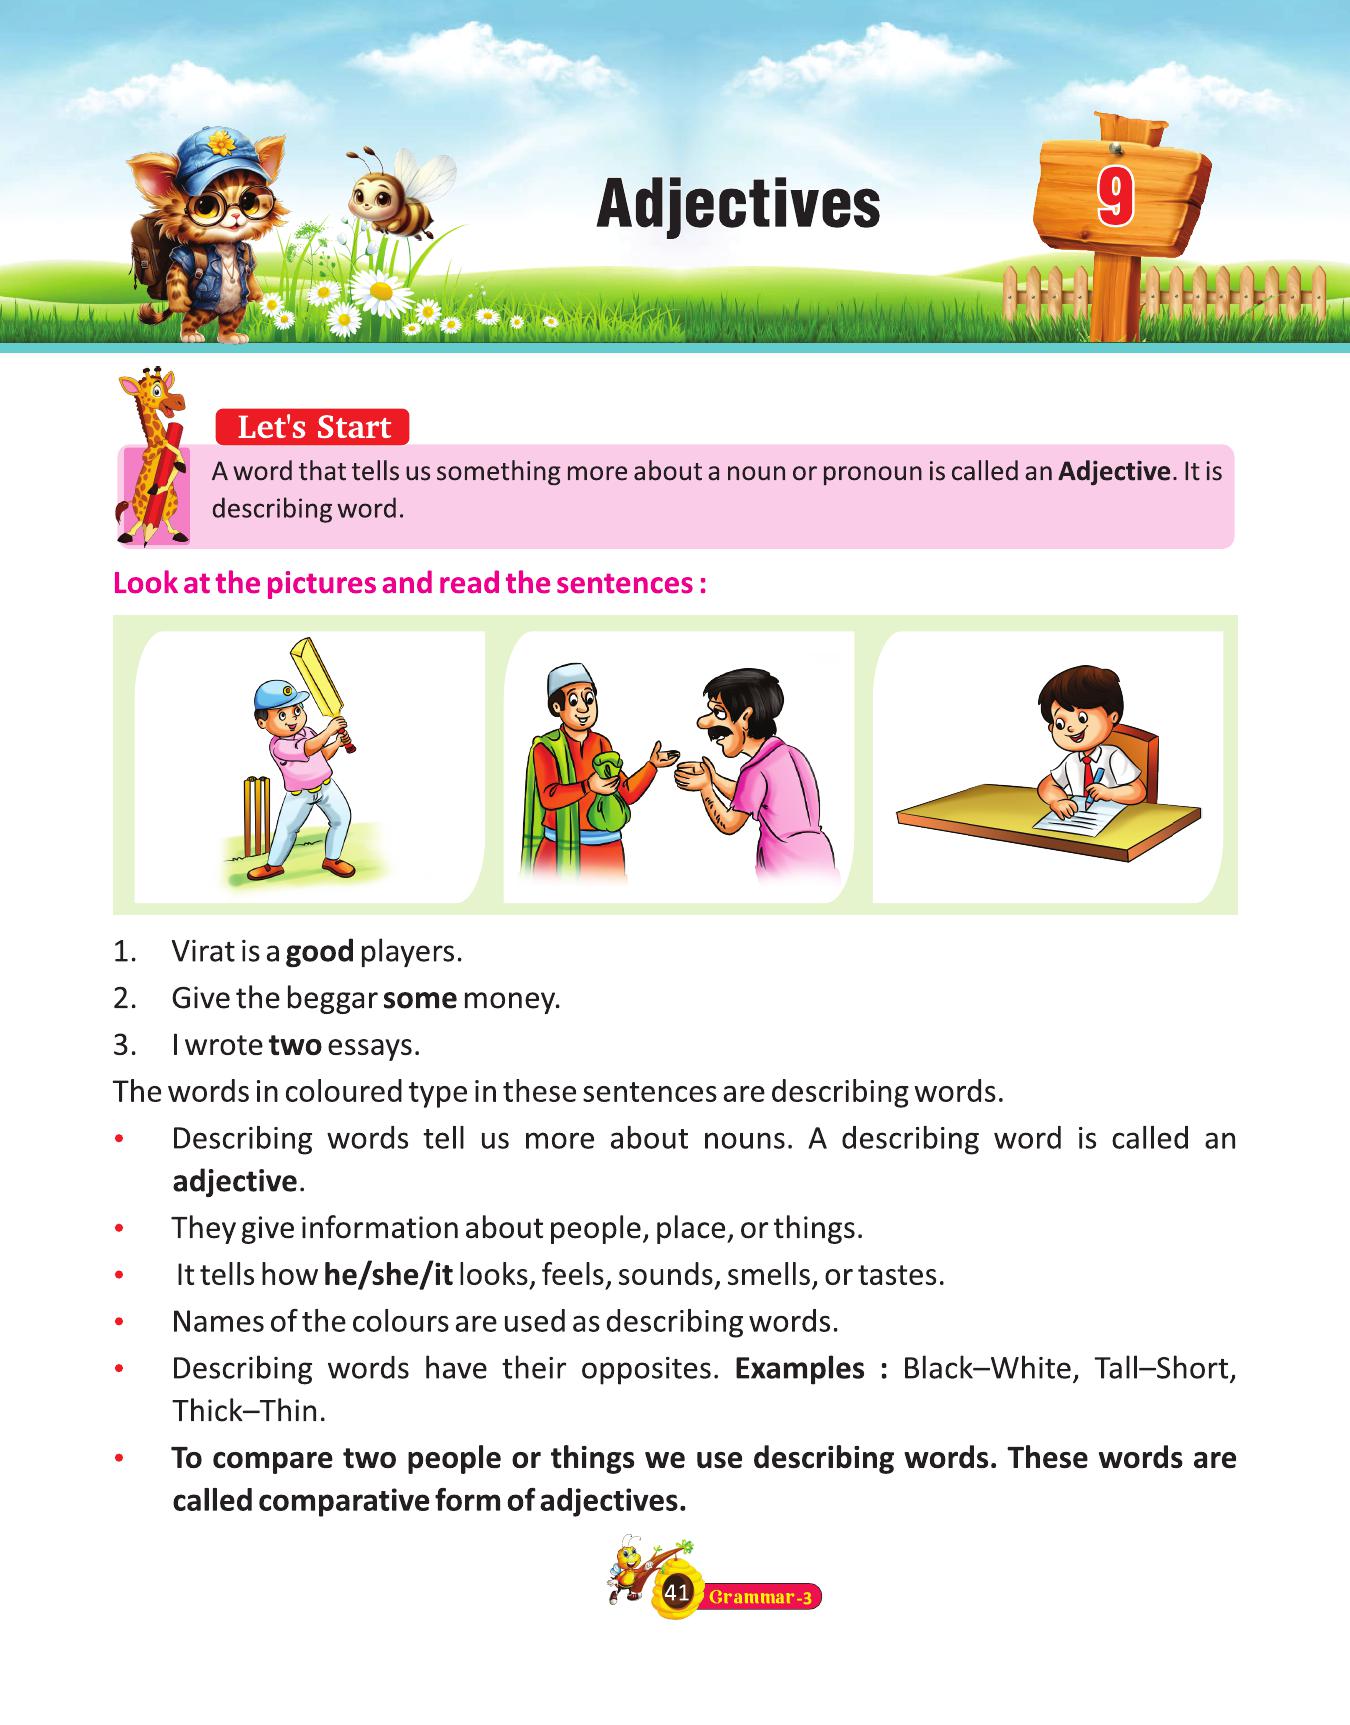 Adjectives
9
Let's Start
A word that tells us something more about a noun or pronoun is called an Adjective. It is
describing word.
Look at the pictures and read the sentences :
1. Virat is a good players.
2. Give the beggar some money.
3. I wrote two essays.
The words in coloured type in these sentences are describing words.
• Describing words tell us more about nouns. A describing word is called an
adjective.
• They give information about people, place, or things.
• It tells how he/she/it looks, feels, sounds, smells, or tastes.
• Names of the colours are used as describing words.
• Describing words have their opposites. Examples : Black–White, Tall–Short,
Thick–Thin.
• To compare two people or things we use describing words. These words are
called comparative form of adjectives.
41 Grammar-3